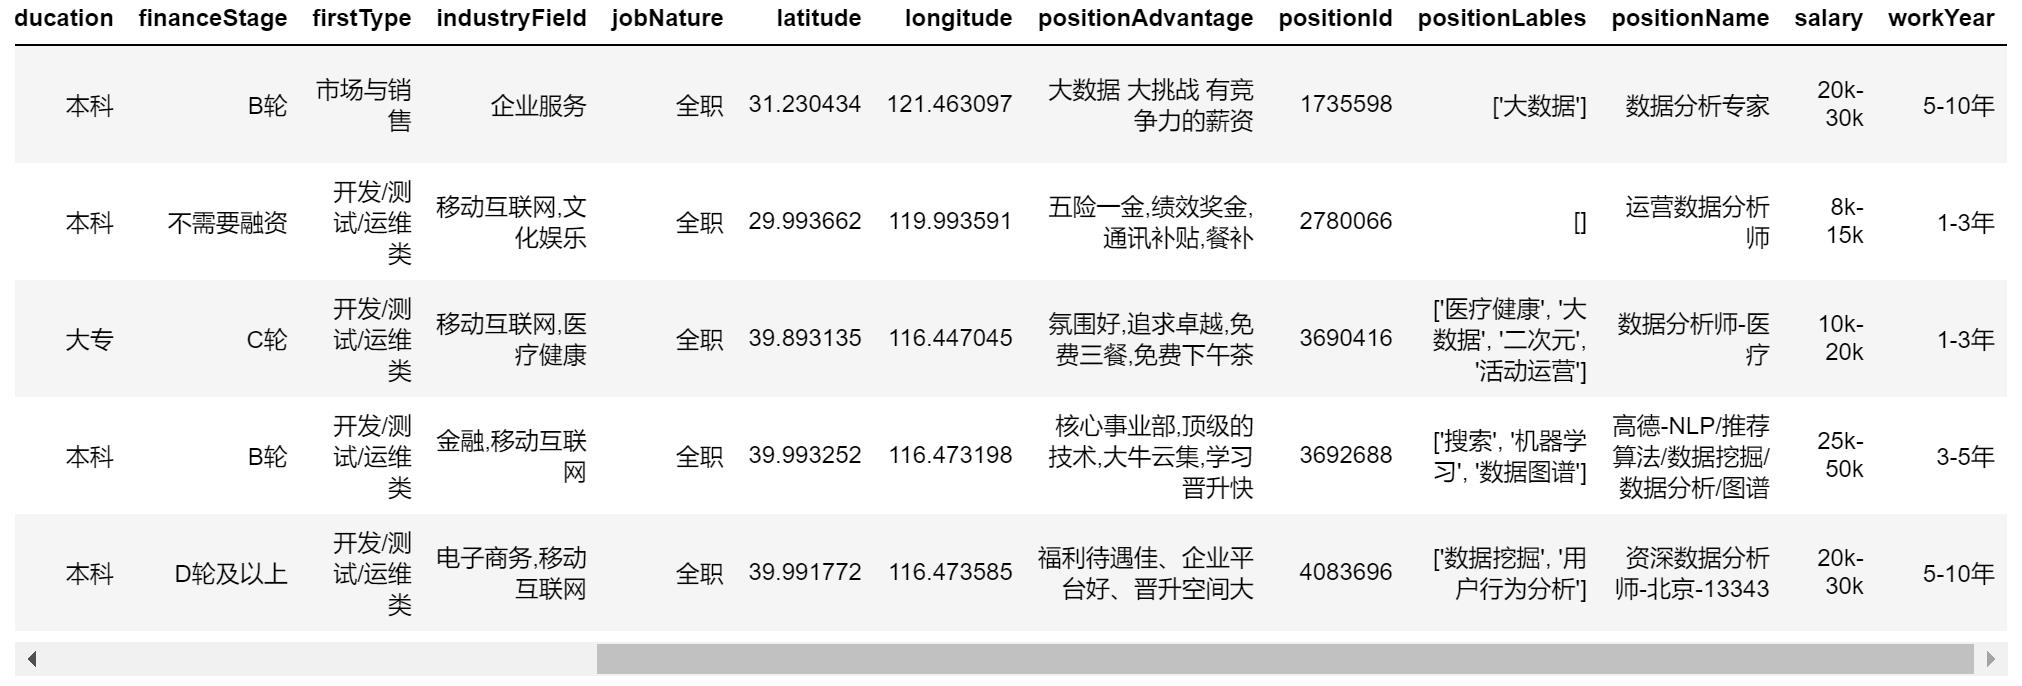 ducation financeStage firstType industryField jobNature latitude longitude positionAdvantage positionId positionLables positionName salary workYear
本科 B轮 市场与销售 企业服务 全职 31.230434 121.463097 大数据 大挑战 有竞争力的薪资 1735598 ['大数据'] 数据分析专家 20k-30k 5-10年
本科 不需要融资 开发/测试/运维类 移动互联网,文化娱乐 全职 29.993662 119.993591 五险一金,绩效奖金,通讯补贴,餐补 2780066 [] 运营数据分析师 8k-15k 1-3年
大专 C轮 开发/测试/运维类 移动互联网,医疗健康 全职 39.893135 116.447045 氛围好,追求卓越,免费三餐,免费下午茶 3690416 ['医疗健康', '大数据', '二次元', '活动运营'] 数据分析师-医疗 10k-20k 1-3年
本科 B轮 开发/测试/运维类 金融,移动互联网 全职 39.993252 116.473198 核心事业部,顶级的技术,大牛云集,学习晋升快 3692688 ['搜索', '机器学习', '数据图谱'] 高德-NLP/推荐算法/数据挖掘/数据分析/图谱 25k-50k 3-5年
本科 D轮及以上 开发/测试/运维类 电子商务,移动互联网 全职 39.991772 116.473585 福利待遇佳、企业平台好、晋升空间大 4083696 ['数据挖掘', '用户行为分析'] 资深数据分析师-北京-13343 20k-30k 5-10年